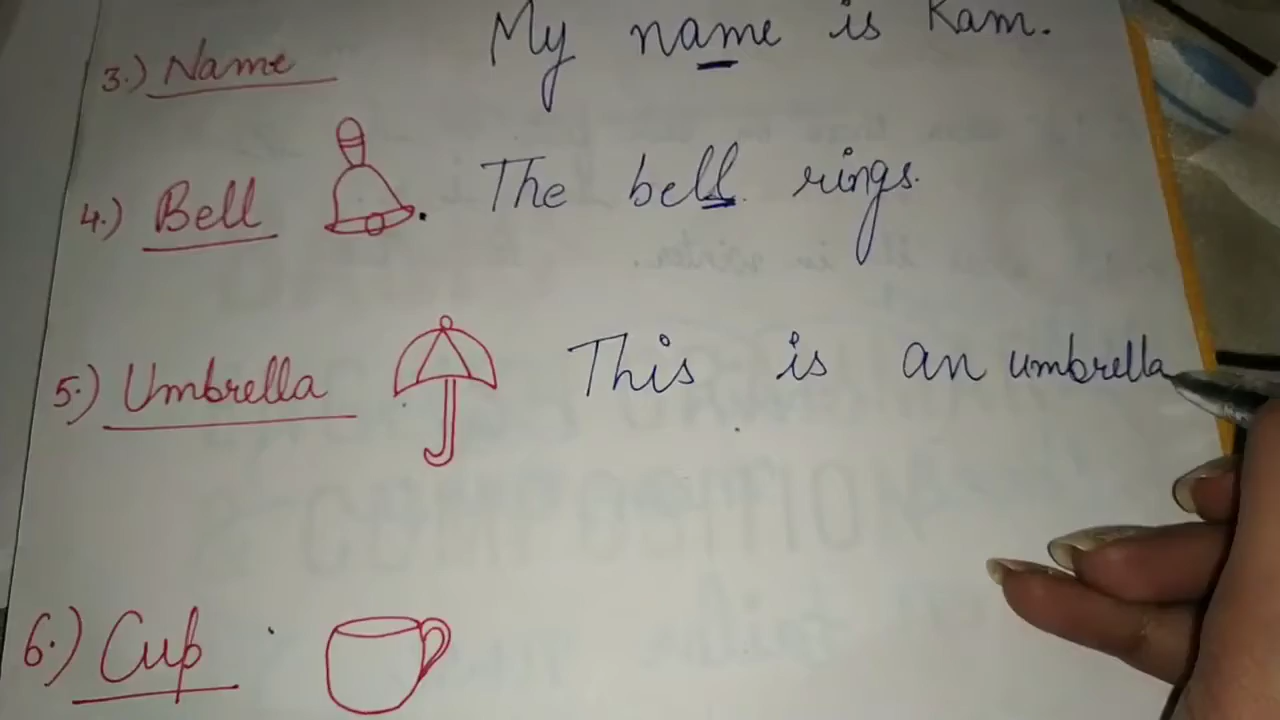 3.) Name My name is Ram.
4.) Bell The bell rings.
5.) Umbrella This is an umbrella
6.) Cup